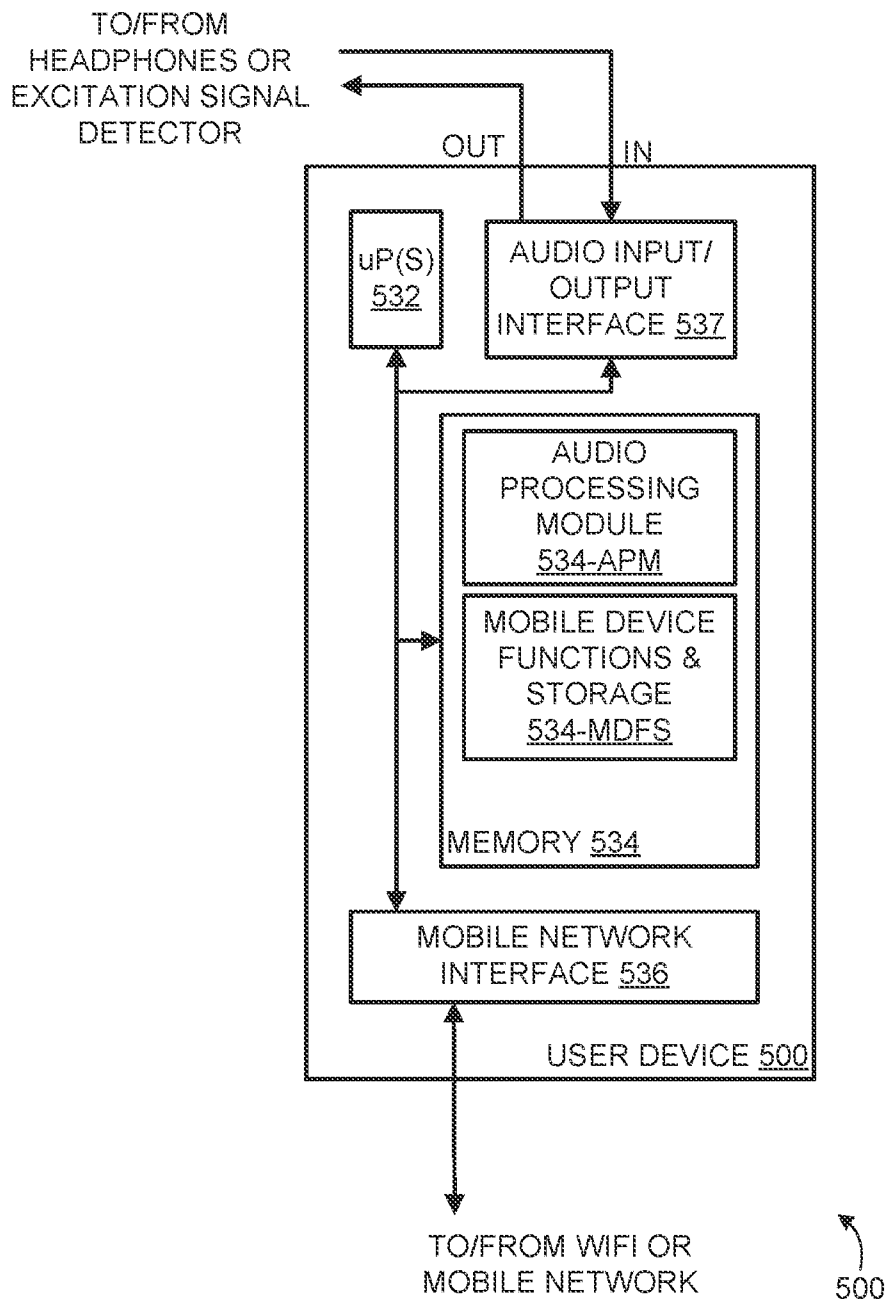 TO/FROM
HEADPHONES OR
EXCITATION SIGNAL
DETECTOR
OUT
IN
uP(S)
532
AUDIO INPUT/
OUTPUT
INTERFACE 537
AUDIO
PROCESSING
MODULE
534-APM
MOBILE DEVICE
FUNCTIONS &
STORAGE
534-MDFS
MEMORY 534
MOBILE NETWORK
INTERFACE 536
USER DEVICE 500
TO/FROM WIFI OR
MOBILE NETWORK
500